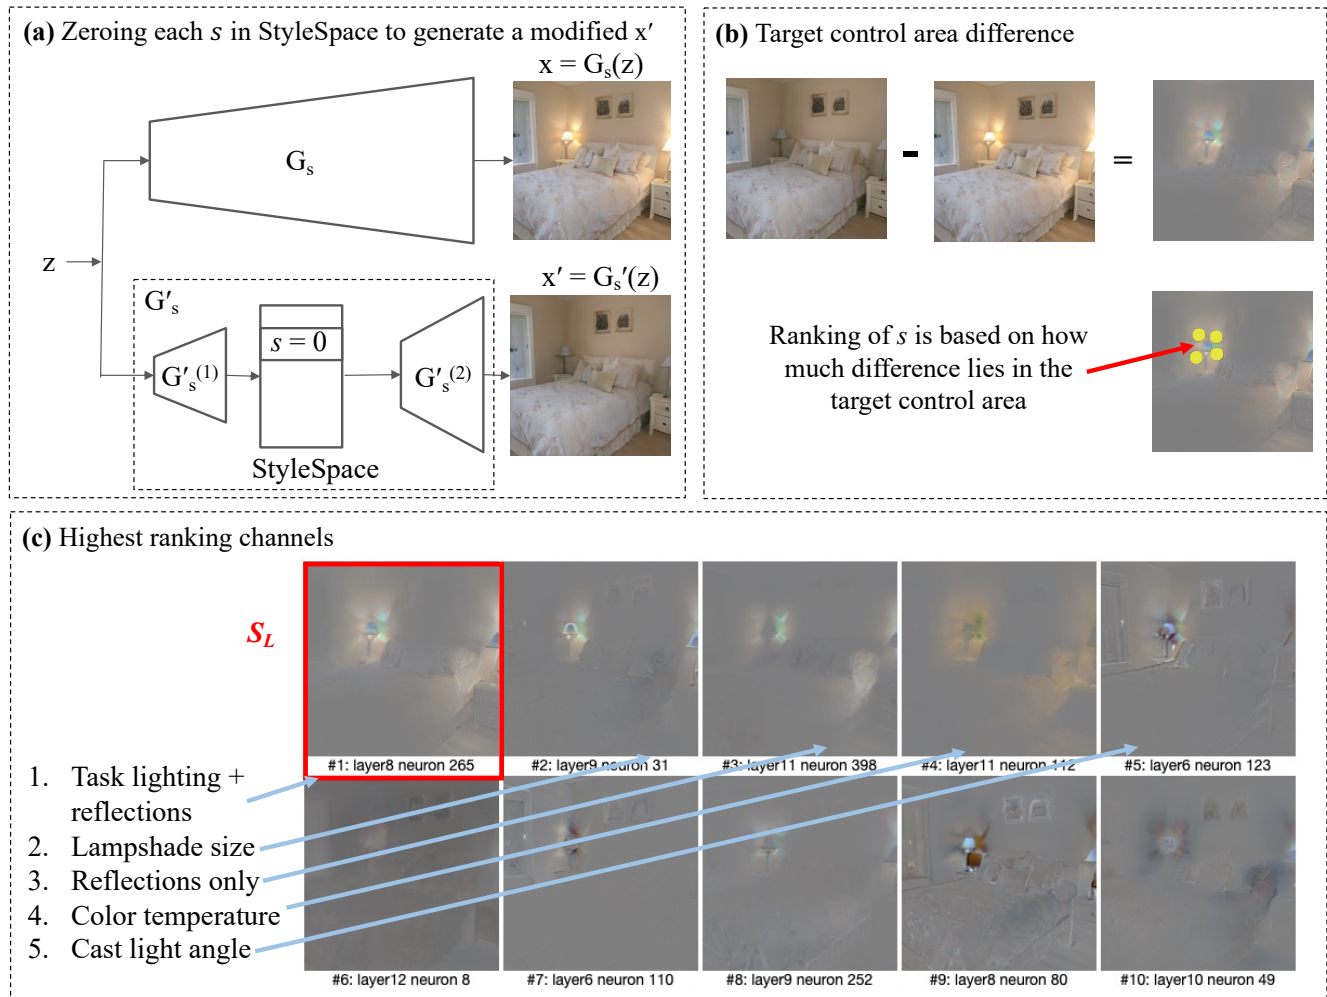 (a) Zeroing each s in StyleSpace to generate a modified x′
x = Gₛ(z)
Gₛ
z
G′ₛ
s = 0
G′ₛ⁽¹⁾
G′ₛ⁽²⁾
StyleSpace
x′ = Gₛ′(z)
(b) Target control area difference
-
=
Ranking of s is based on how
much difference lies in the
target control area
(c) Highest ranking channels
S_L
#1: layer8 neuron 265
#2: layer9 neuron 31
#3: layer11 neuron 398
#4: layer11 neuron 112
#5: layer6 neuron 123
1. Task lighting +
reflections
2. Lampshade size
3. Reflections only
4. Color temperature
5. Cast light angle
#6: layer12 neuron 8
#7: layer6 neuron 110
#8: layer9 neuron 252
#9: layer8 neuron 80
#10: layer10 neuron 49